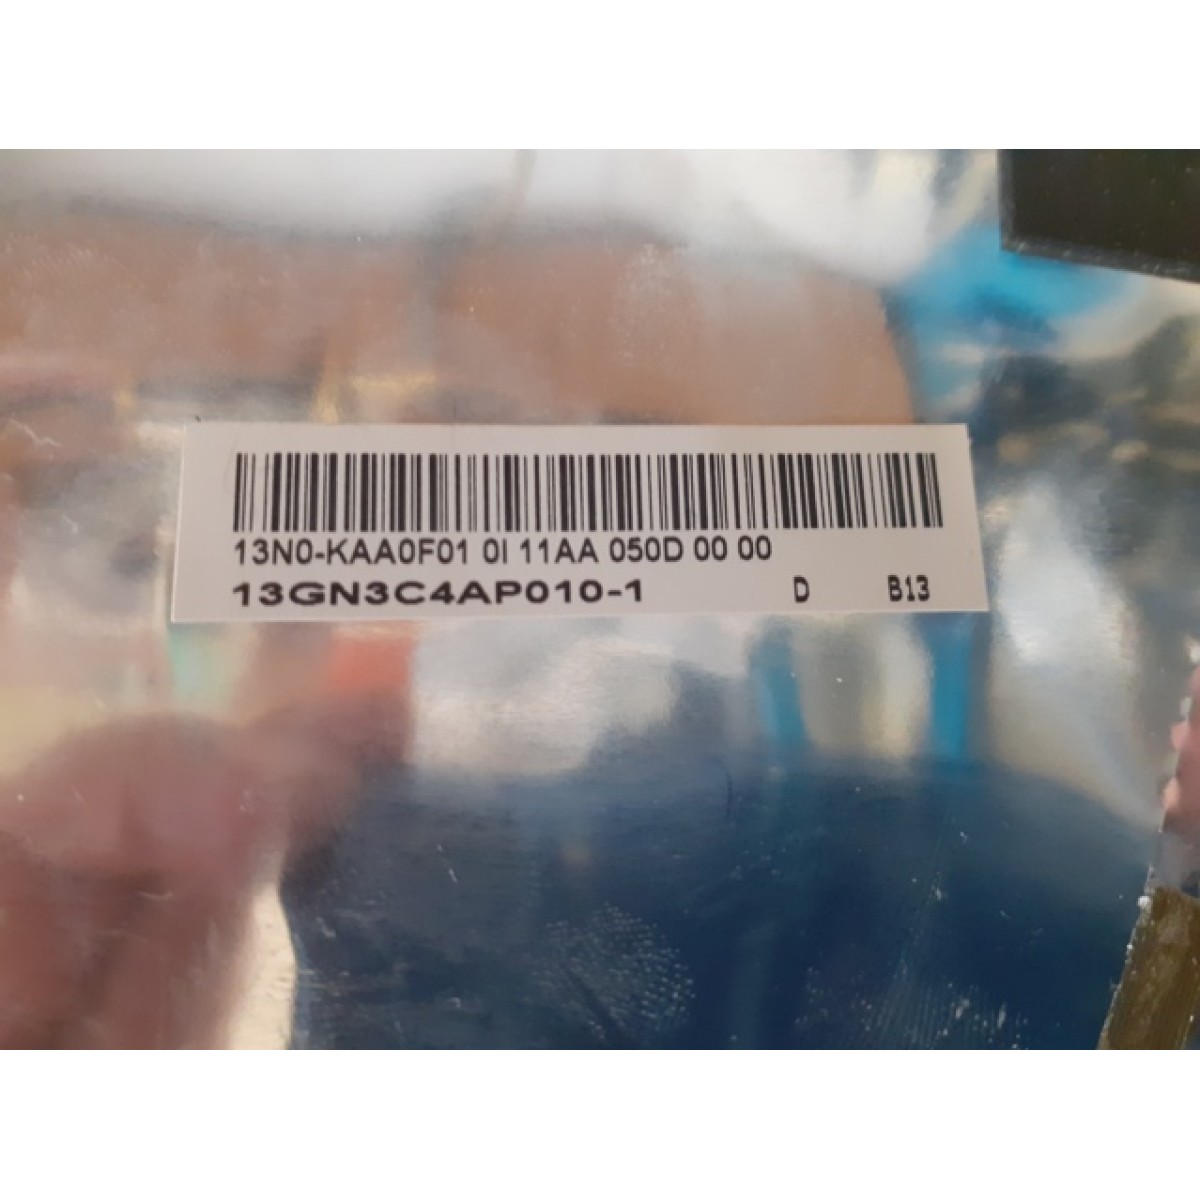 13N0-KAA0F01 0I 11AA 050D 00 00
13GN3C4AP010-1 D B13